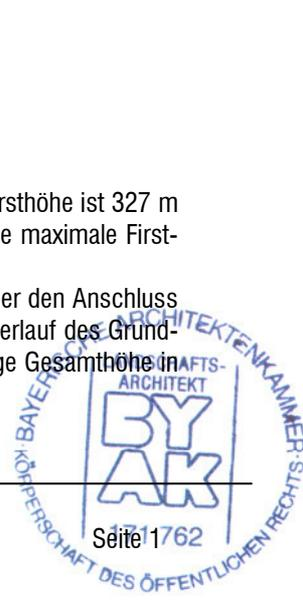 rsthöhe ist 327 m
e maximale First-
er den Anschluss
erlauf des Grund-
ge Gesamthöhe in
BAYERISCHE ARCHITEKTENKAMMER ·
LANDSCHAFTS-
ARCHITEKT
BY
AK
KÖRPERSCHAFT DES ÖFFENTLICHEN RECHTS ·
Seite 1